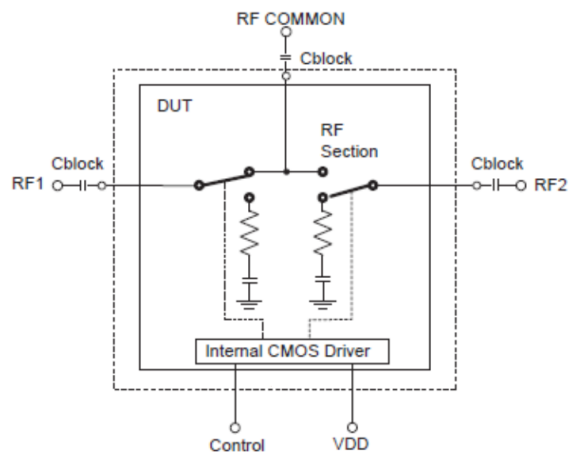 RF COMMON
Cblock
DUT
RF
Section
Cblock
RF1
Cblock
RF2
Internal CMOS Driver
Control
VDD